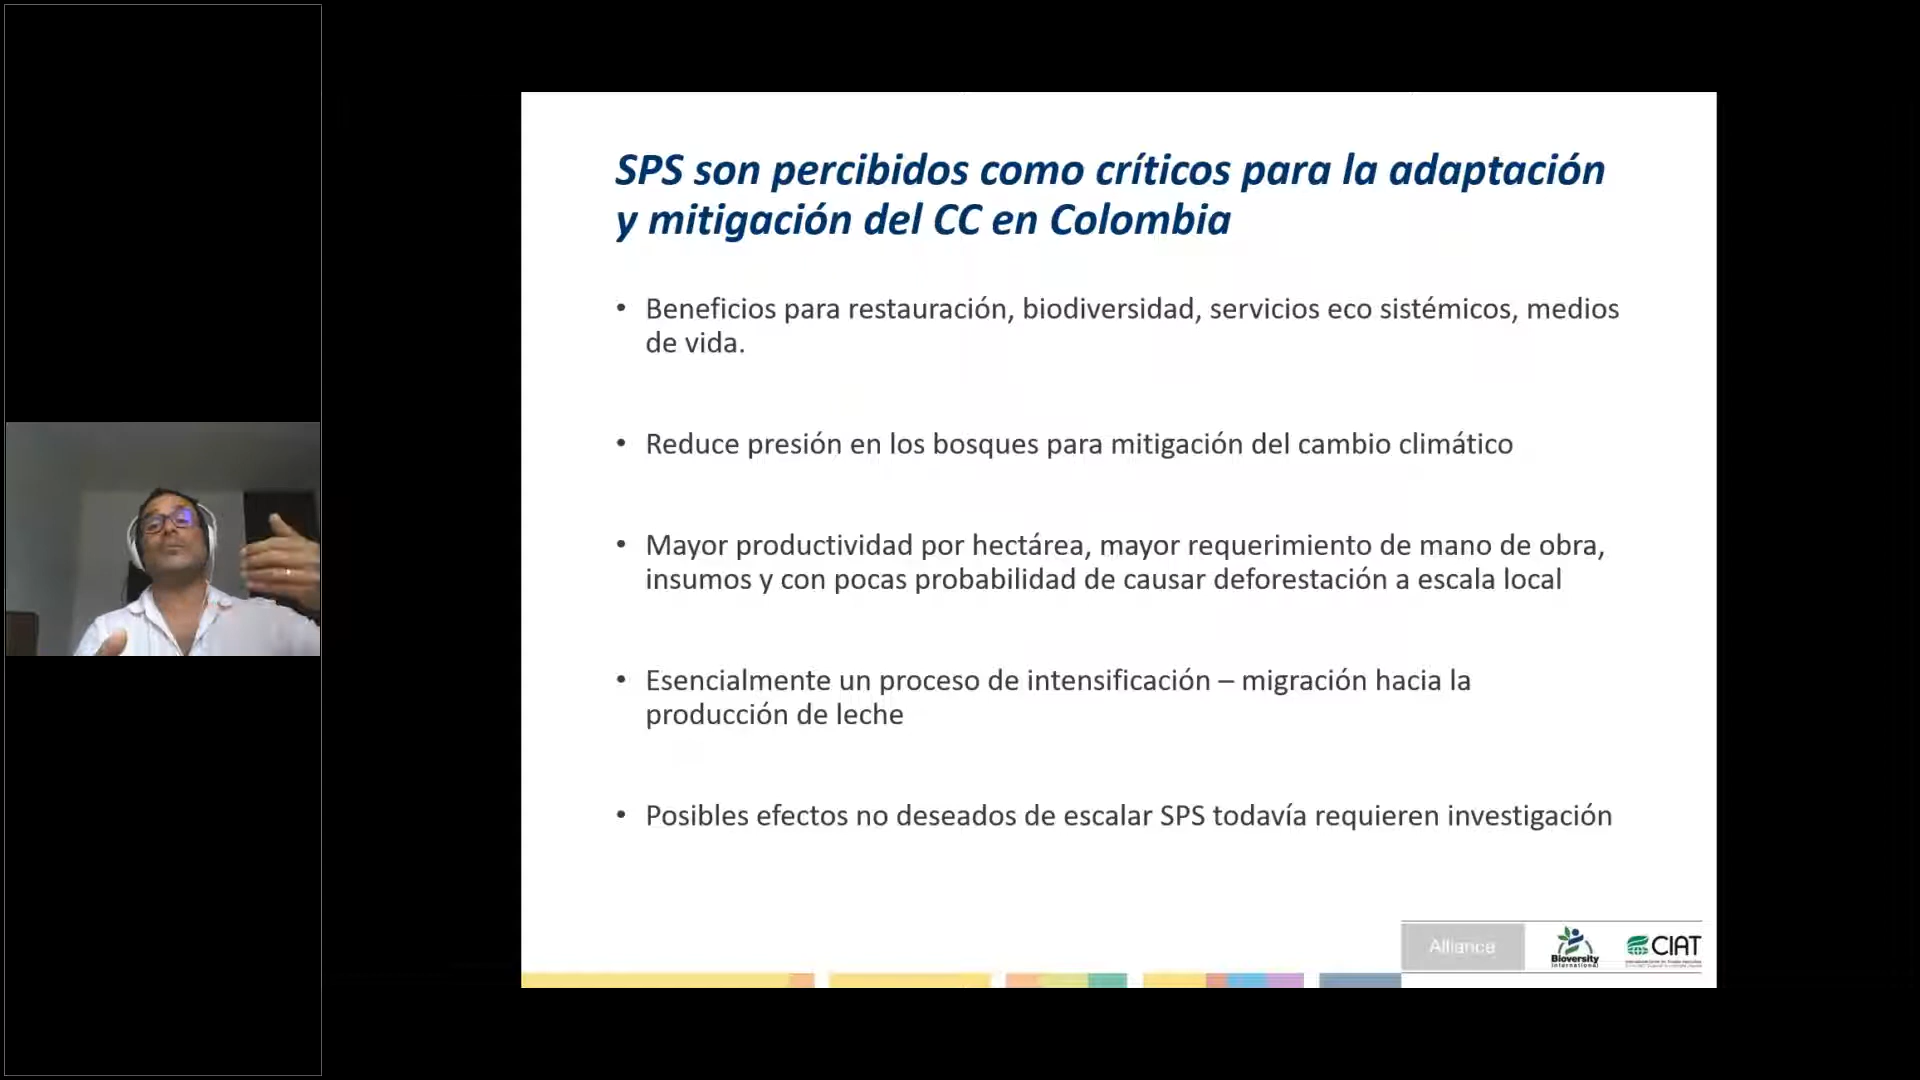 SPS son percibidos como críticos para la adaptación
y mitigación del CC en Colombia
• Beneficios para restauración, biodiversidad, servicios eco sistémicos, medios
de vida.
• Reduce presión en los bosques para mitigación del cambio climático
• Mayor productividad por hectárea, mayor requerimiento de mano de obra,
insumos y con pocas probabilidad de causar deforestación a escala local
• Esencialmente un proceso de intensificación – migración hacia la
producción de leche
• Posibles efectos no deseados de escalar SPS todavía requieren investigación
Alliance
Bioversity
International
CIAT